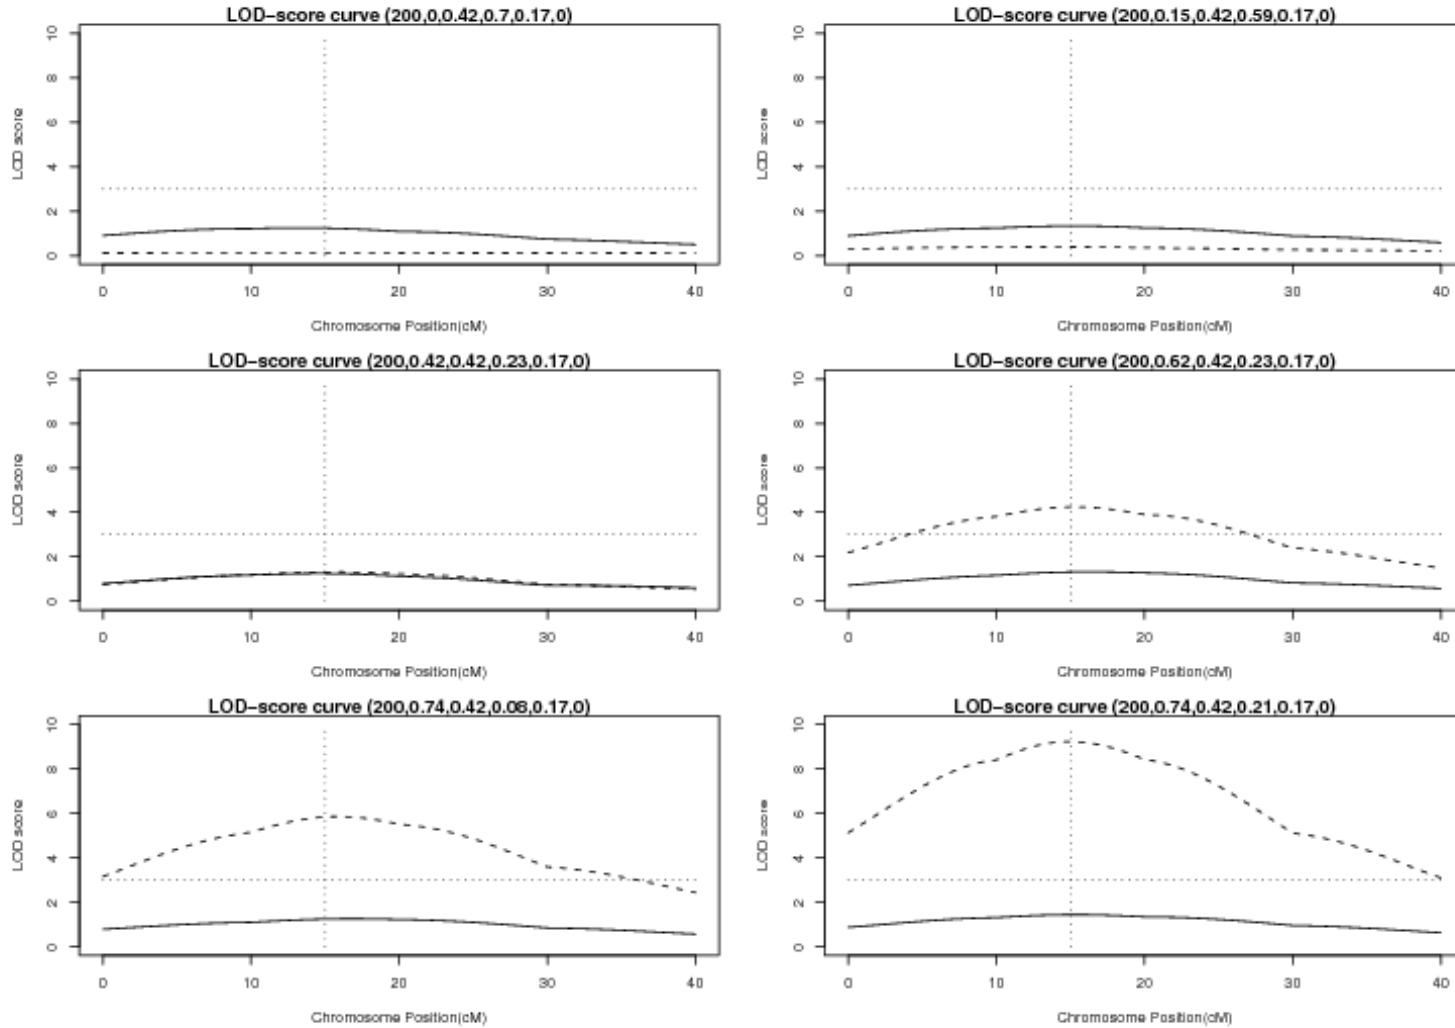 LOD-score curve (200,0,0.42,0.7,0.17,0)
LOD score
0 2 4 6 8 10
0 10 20 30 40
Chromosome Position(cM)
LOD-score curve (200,0.15,0.42,0.59,0.17,0)
LOD score
0 2 4 6 8 10
0 10 20 30 40
Chromosome Position(cM)
LOD-score curve (200,0.42,0.42,0.23,0.17,0)
LOD score
0 2 4 6 8 10
0 10 20 30 40
Chromosome Position(cM)
LOD-score curve (200,0.62,0.42,0.23,0.17,0)
LOD score
0 2 4 6 8 10
0 10 20 30 40
Chromosome Position(cM)
LOD-score curve (200,0.74,0.42,0.08,0.17,0)
LOD score
0 2 4 6 8 10
0 10 20 30 40
Chromosome Position(cM)
LOD-score curve (200,0.74,0.42,0.21,0.17,0)
LOD score
0 2 4 6 8 10
0 10 20 30 40
Chromosome Position(cM)